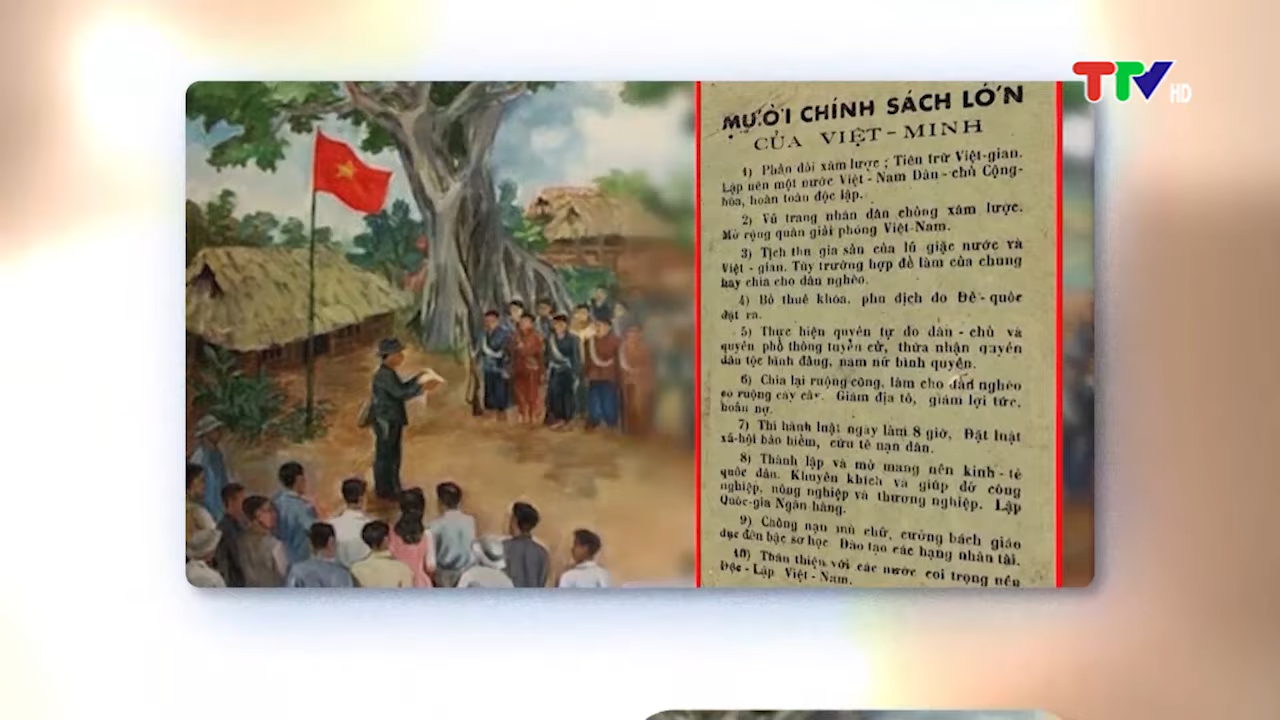 TTV HD
MƯỜI CHÍNH SÁCH LỚN
CỦA VIỆT-MINH
1) Phản đối xâm lược ; Tiêu trừ Việt-gian.
Lập nên một nước Việt - Nam Dân - chủ Cộng-
hòa, hoàn toàn độc lập.
2) Vũ trang nhân dân chống xâm lược.
Mở rộng quân giải phóng Việt-Nam.
3) Tịch thu gia sản của lũ giặc nước và
Việt - gian. Tùy trường hợp để làm của chung
hay chia cho dân nghèo.
4) Bỏ thuế khóa, phu dịch do Đế - quốc
đặt ra.
5) Thực hiện quyền tự do dân - chủ và
quyền phổ thông tuyển cử, thừa nhận quyền
dân tộc bình đẳng, nam nữ bình quyền.
6) Chia lại ruộng công, làm cho dân nghèo
có ruộng cày cấy. Giảm địa tô, giảm lợi tức,
hoãn nợ.
7) Thi hành luật ngày làm 8 giờ, Đặt luật
xã-hội bảo hiểm, cứu tế nạn dân.
8) Thành lập và mở mang nền kinh - tế
quốc dân. Khuyến khích và giúp đỡ công
nghiệp, nông nghiệp và thương nghiệp. Lập
Quốc-gia Ngân hàng.
9) Chống nạn mù chữ, cưỡng bách giáo
dục đến bậc sơ học Đào tạo các hạng nhân tài.
10) Thân thiện với các nước coi trọng nền
Độc - Lập Việt - Nam.